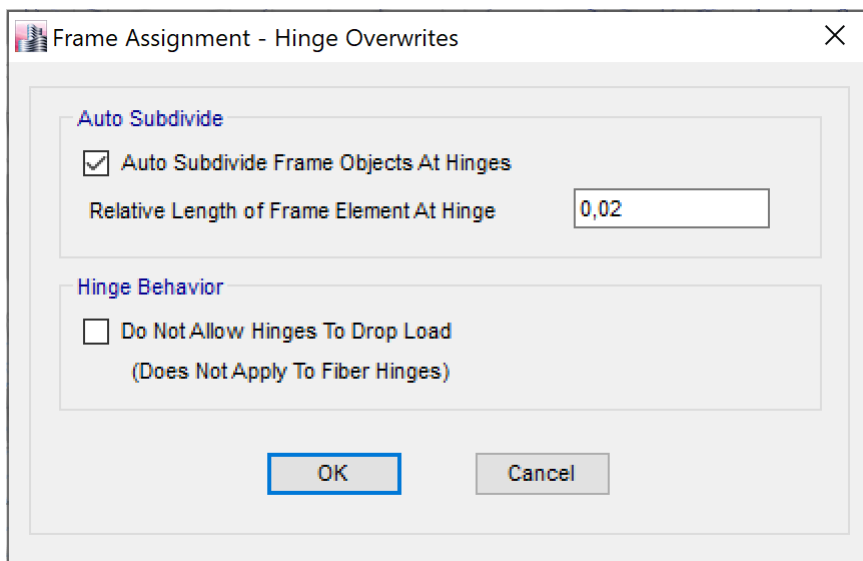 Frame Assignment - Hinge Overwrites
Auto Subdivide
Auto Subdivide Frame Objects At Hinges
Relative Length of Frame Element At Hinge
0,02
Hinge Behavior
Do Not Allow Hinges To Drop Load
(Does Not Apply To Fiber Hinges)
OK
Cancel